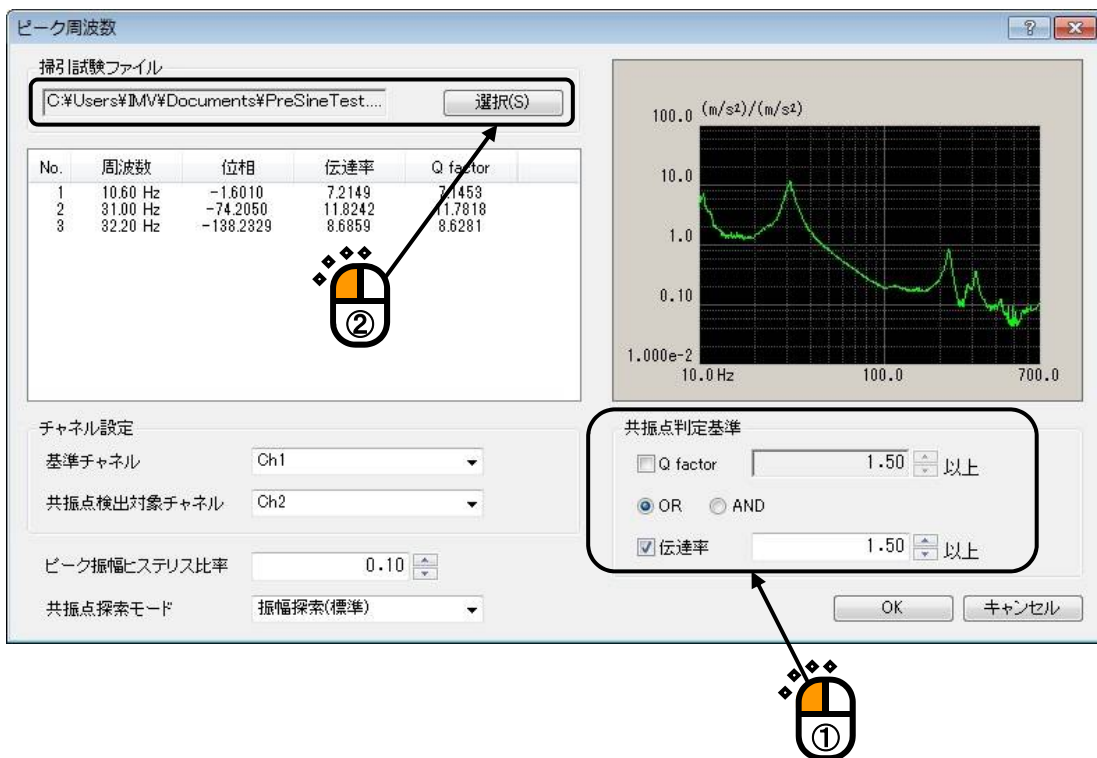 ピーク周波数
掃引試験ファイル
C:¥Users¥IMV¥Documents¥PreSineTest....
選択(S)
No. 周波数 位相 伝達率 Q factor
1 10.60 Hz -1.6010 7.2149 7.1453
2 31.00 Hz -74.2050 11.8242 11.7818
3 32.20 Hz -138.2329 8.6859 8.6281
②
100.0 (m/s²)/(m/s²)
10.0
1.0
0.10
1.000e-2
10.0 Hz 100.0 700.0
チャネル設定
基準チャネル Ch1
共振点検出対象チャネル Ch2
ピーク振幅ヒステリス比率 0.10
共振点探索モード 振幅探索(標準)
共振点判定基準
Q factor 1.50 以上
OR AND
伝達率 1.50 以上
OK キャンセル
①